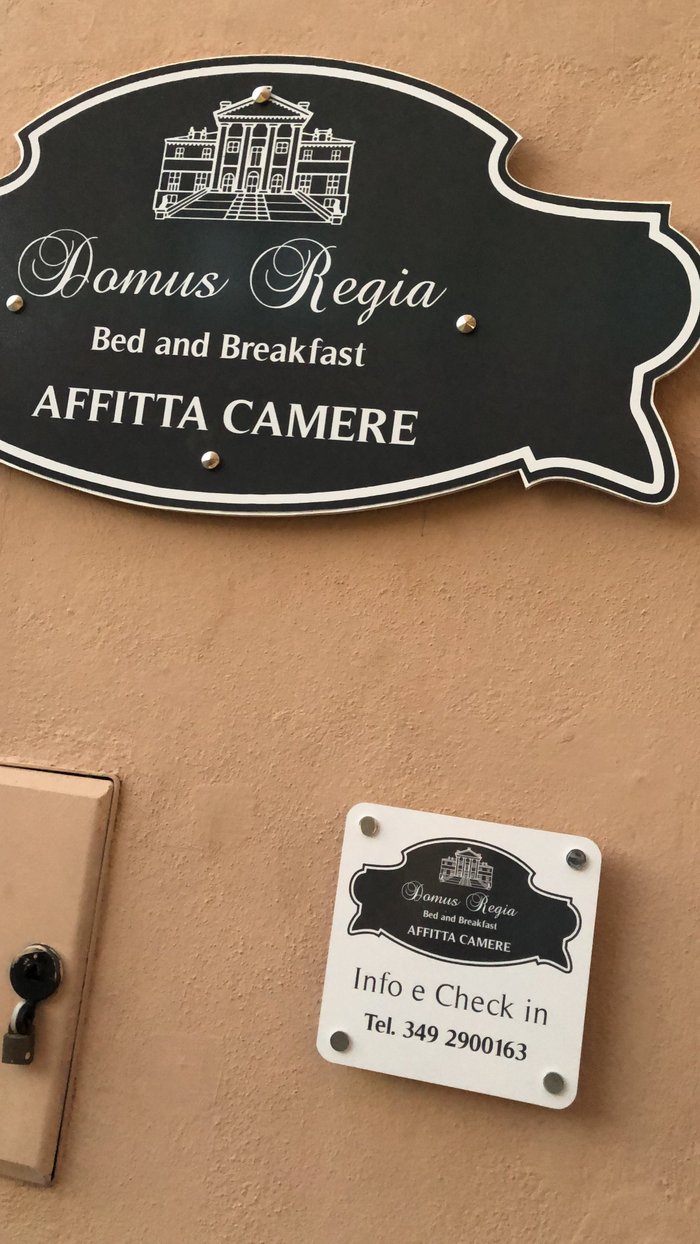 Domus Regia
Bed and Breakfast
AFFITTA CAMERE
Domus Regia
Bed and Breakfast
AFFITTA CAMERE
Info e Check in
Tel. 349 2900163